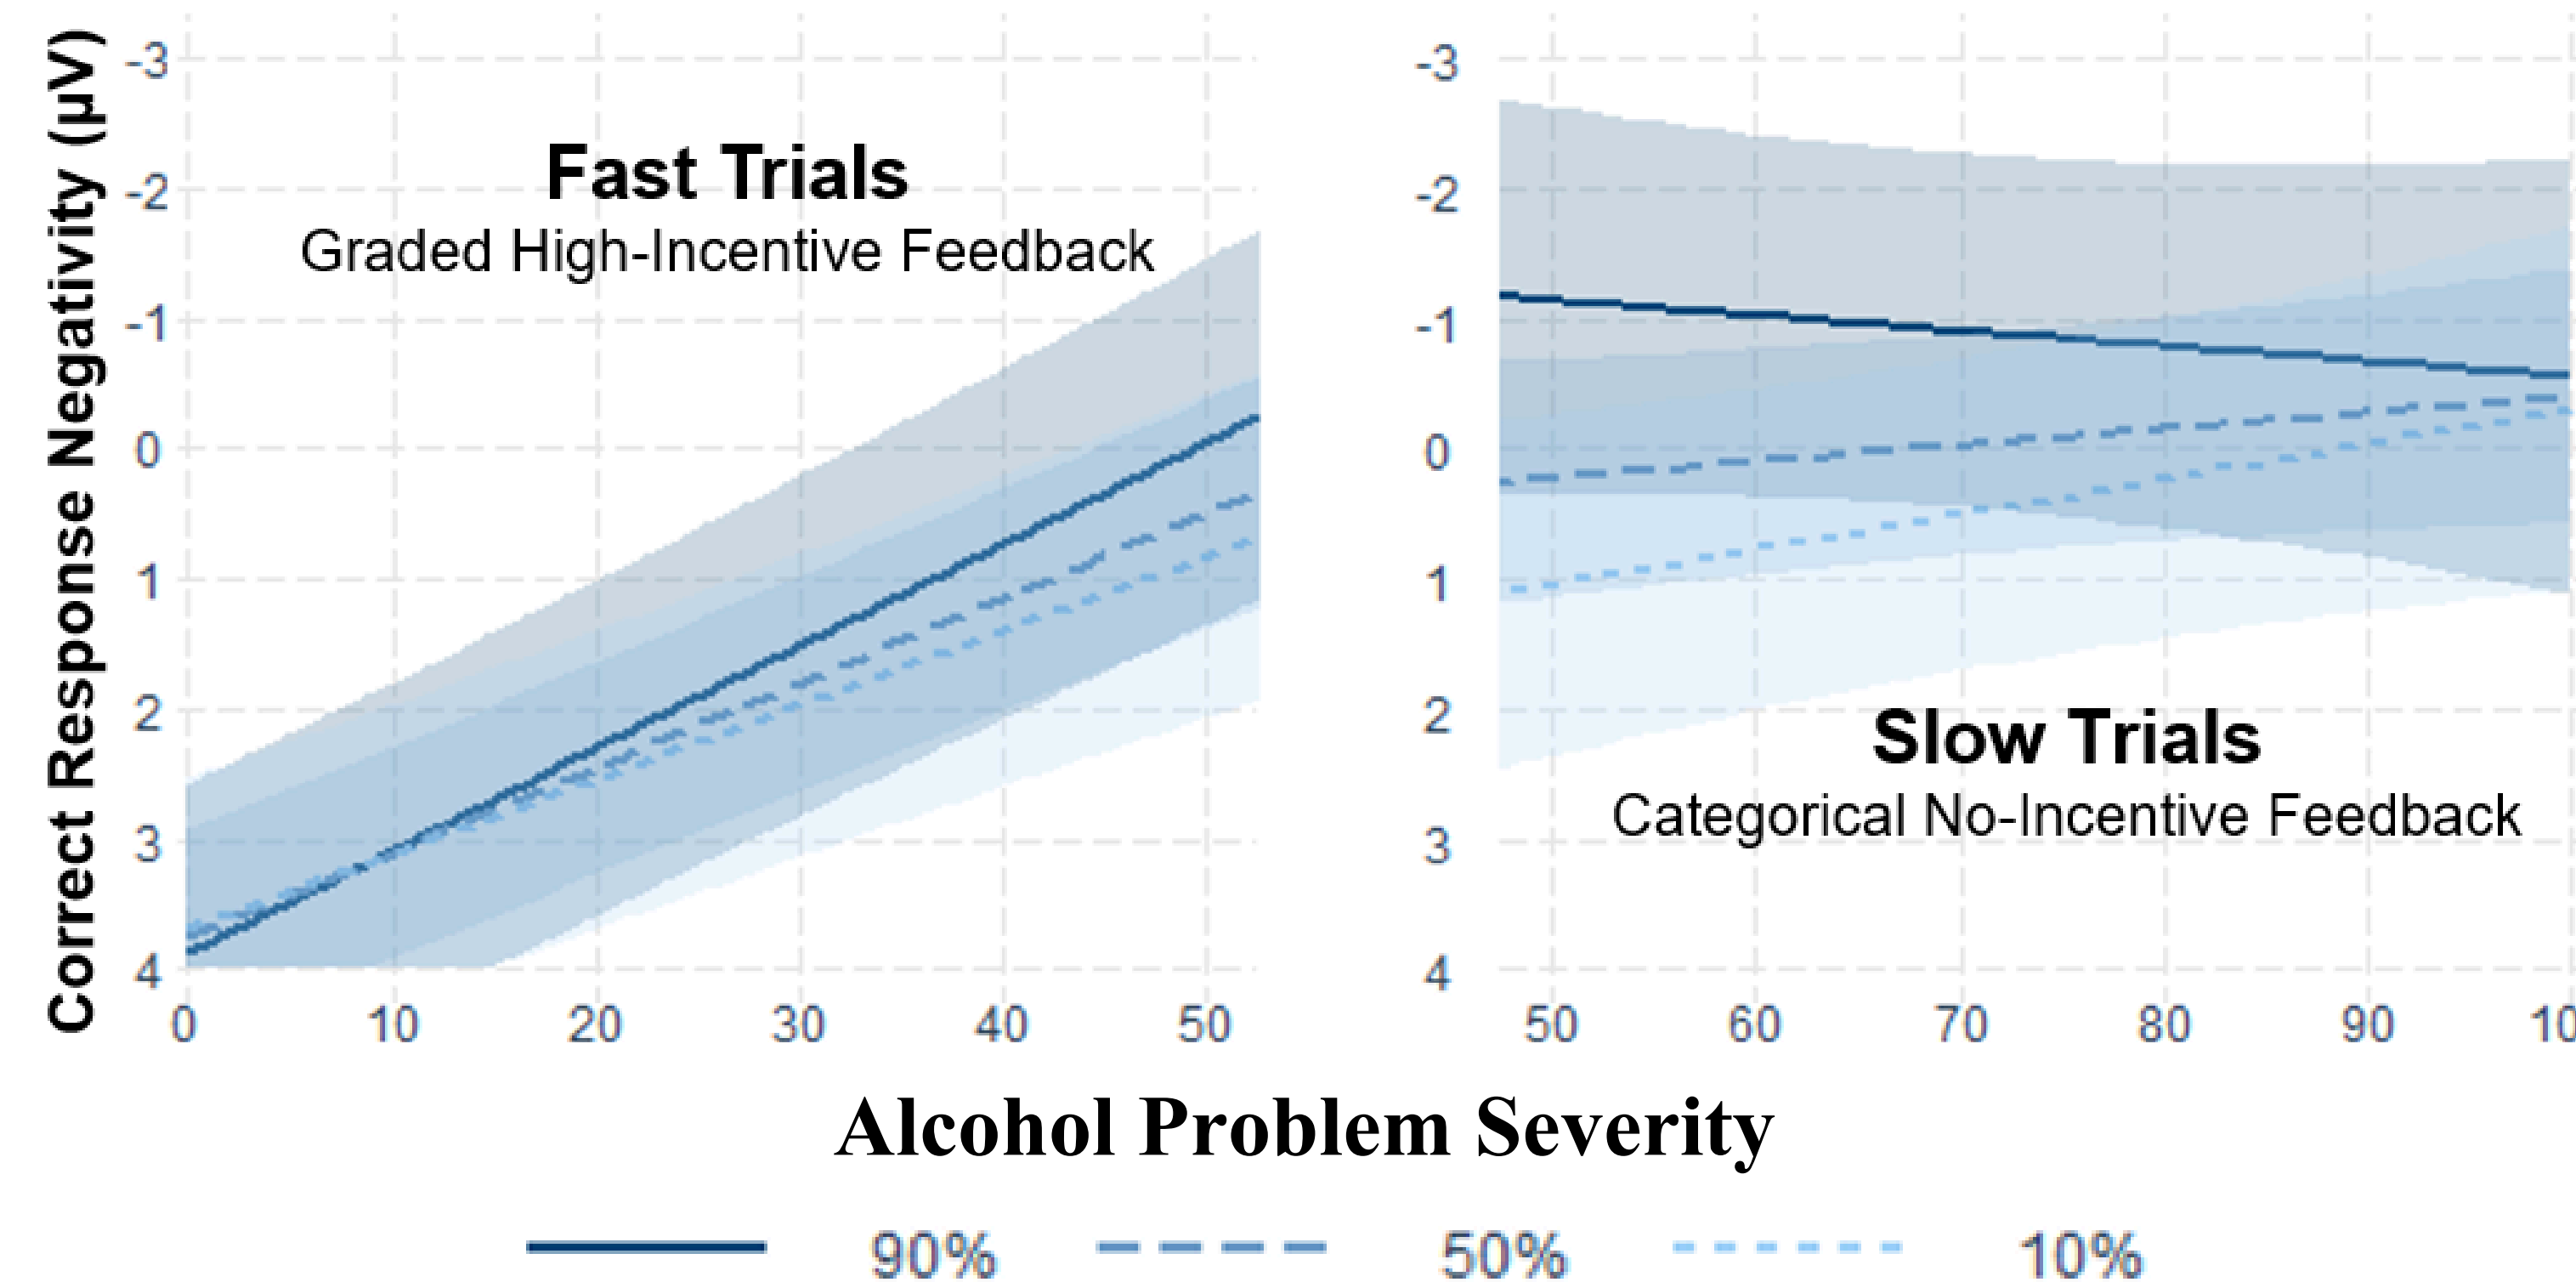 Correct Response Negativity (µV)
-3
-2
-1
0
1
2
3
4
Fast Trials
Graded High-Incentive Feedback
0 10 20 30 40 50
-3
-2
-1
0
1
2
3
4
Slow Trials
Categorical No-Incentive Feedback
50 60 70 80 90 10
Alcohol Problem Severity
90% 50% 10%